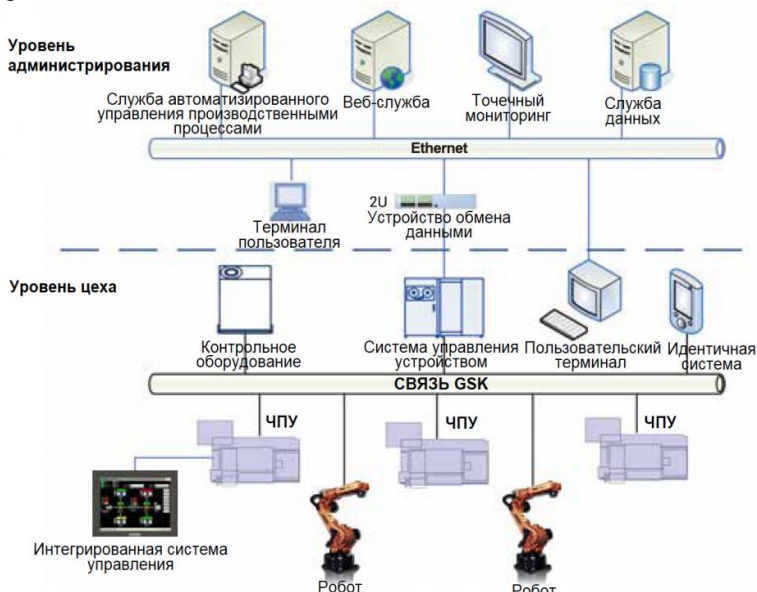 Уровень
администрирования
Служба автоматизированного
управления производственными
процессами
Веб-служба
Точечный
мониторинг
Служба
данных
Ethernet
Терминал
пользователя
2U
Устройство обмена
данными
Уровень цеха
Контрольное
оборудование
Система управления
устройством
Пользовательский
терминал
Идентичная
система
СВЯЗЬ GSK
ЧПУ
ЧПУ
ЧПУ
Интегрированная система
управления
Робот
Робот